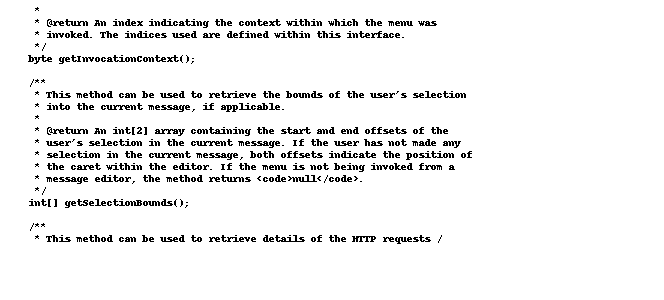 *
* @return An index indicating the context within which the menu was
* invoked. The indices used are defined within this interface.
*/
byte getInvocationContext();
/**
* This method can be used to retrieve the bounds of the user's selection
* into the current message, if applicable.
*
* @return An int[2] array containing the start and end offsets of the
* user's selection in the current message. If the user has not made any
* selection in the current message, both offsets indicate the position of
* the caret within the editor. If the menu is not being invoked from a
* message editor, the method returns <code>null</code>.
*/
int[] getSelectionBounds();
/**
* This method can be used to retrieve details of the HTTP requests /